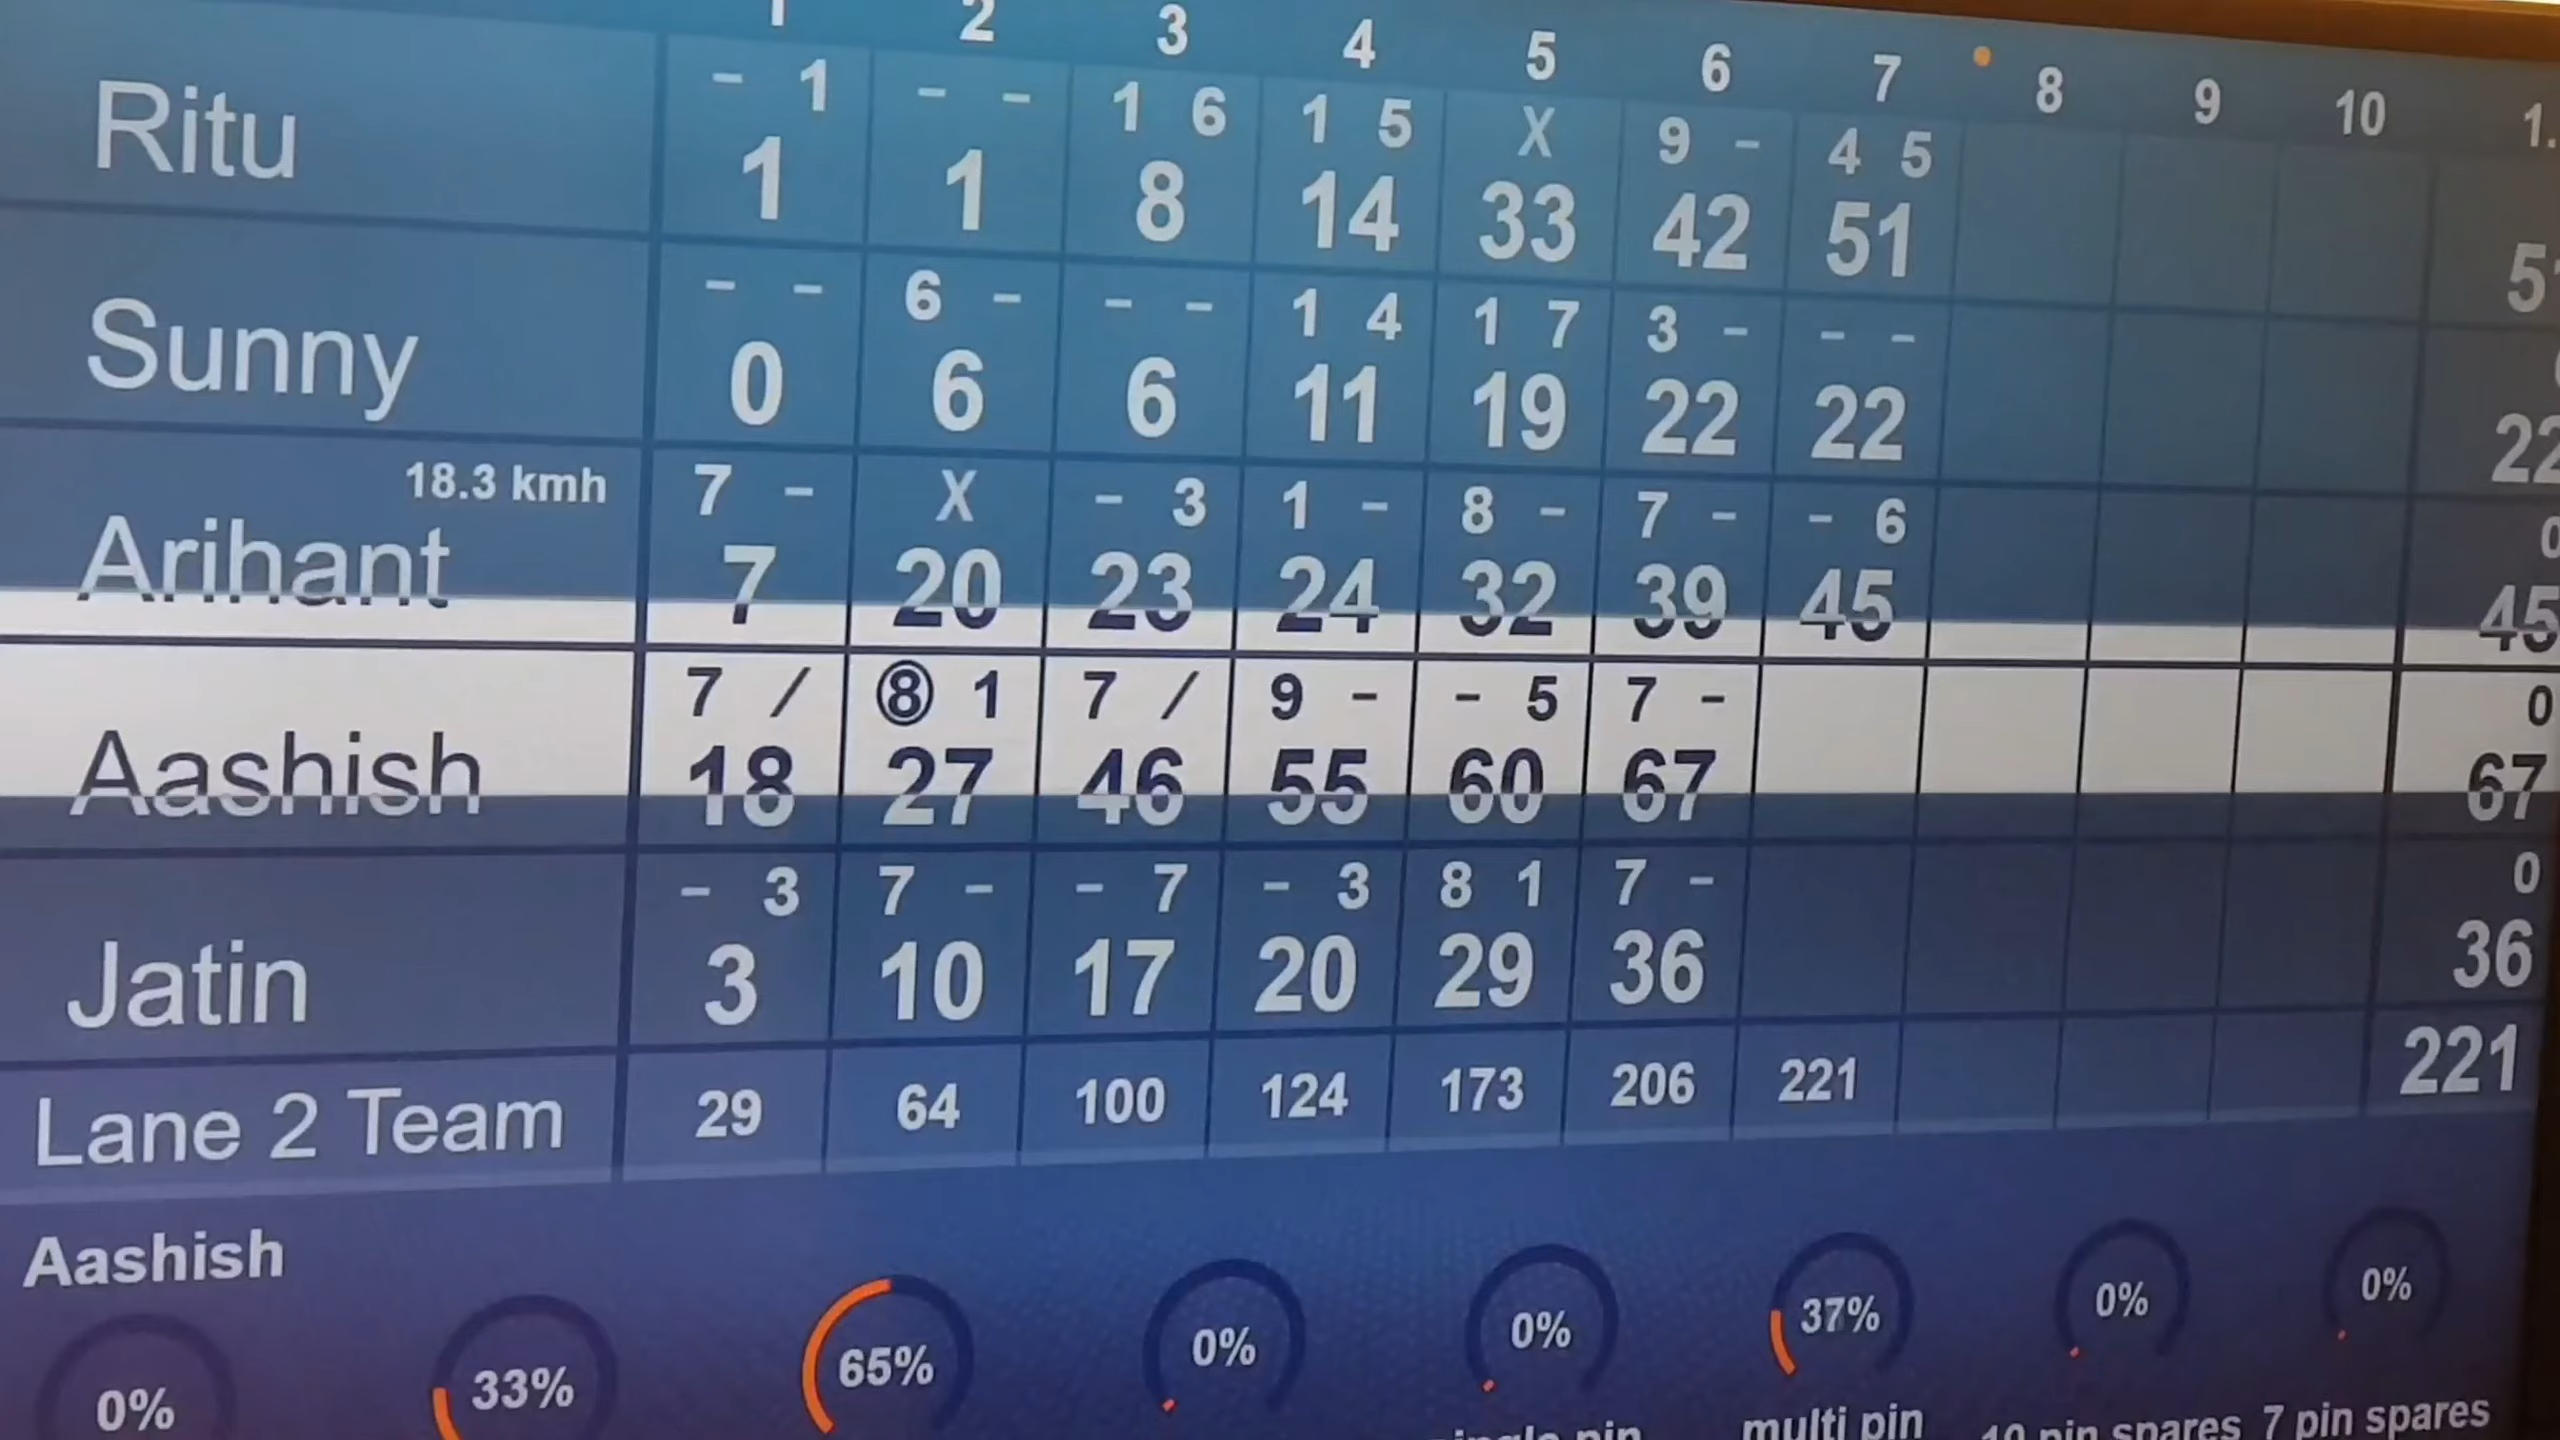 1 2 3 4 5 6 7 8 9 10
- 1 - - 1 6 1 5 X 9 - 4 5
Ritu 1 1 8 14 33 42 51
- - 6 - - - 1 4 1 7 3 - - -
Sunny 0 6 6 11 19 22 22 22
18.3 kmh 7 - X - 3 1 - 8 - 7 - - 6 0
Arihant 7 20 23 24 32 39 45 45
7 / 8 1 7 / 9 - - 5 7 - 0
Aashish 18 27 46 55 60 67 67
- 3 7 - - 7 - 3 8 1 7 - 0
Jatin 3 10 17 20 29 36 36
Lane 2 Team 29 64 100 124 173 206 221 221
Aashish
0% 33% 65% 0% 0% 37% 0% 0%
pin multi pin 10 pin spares 7 pin spares